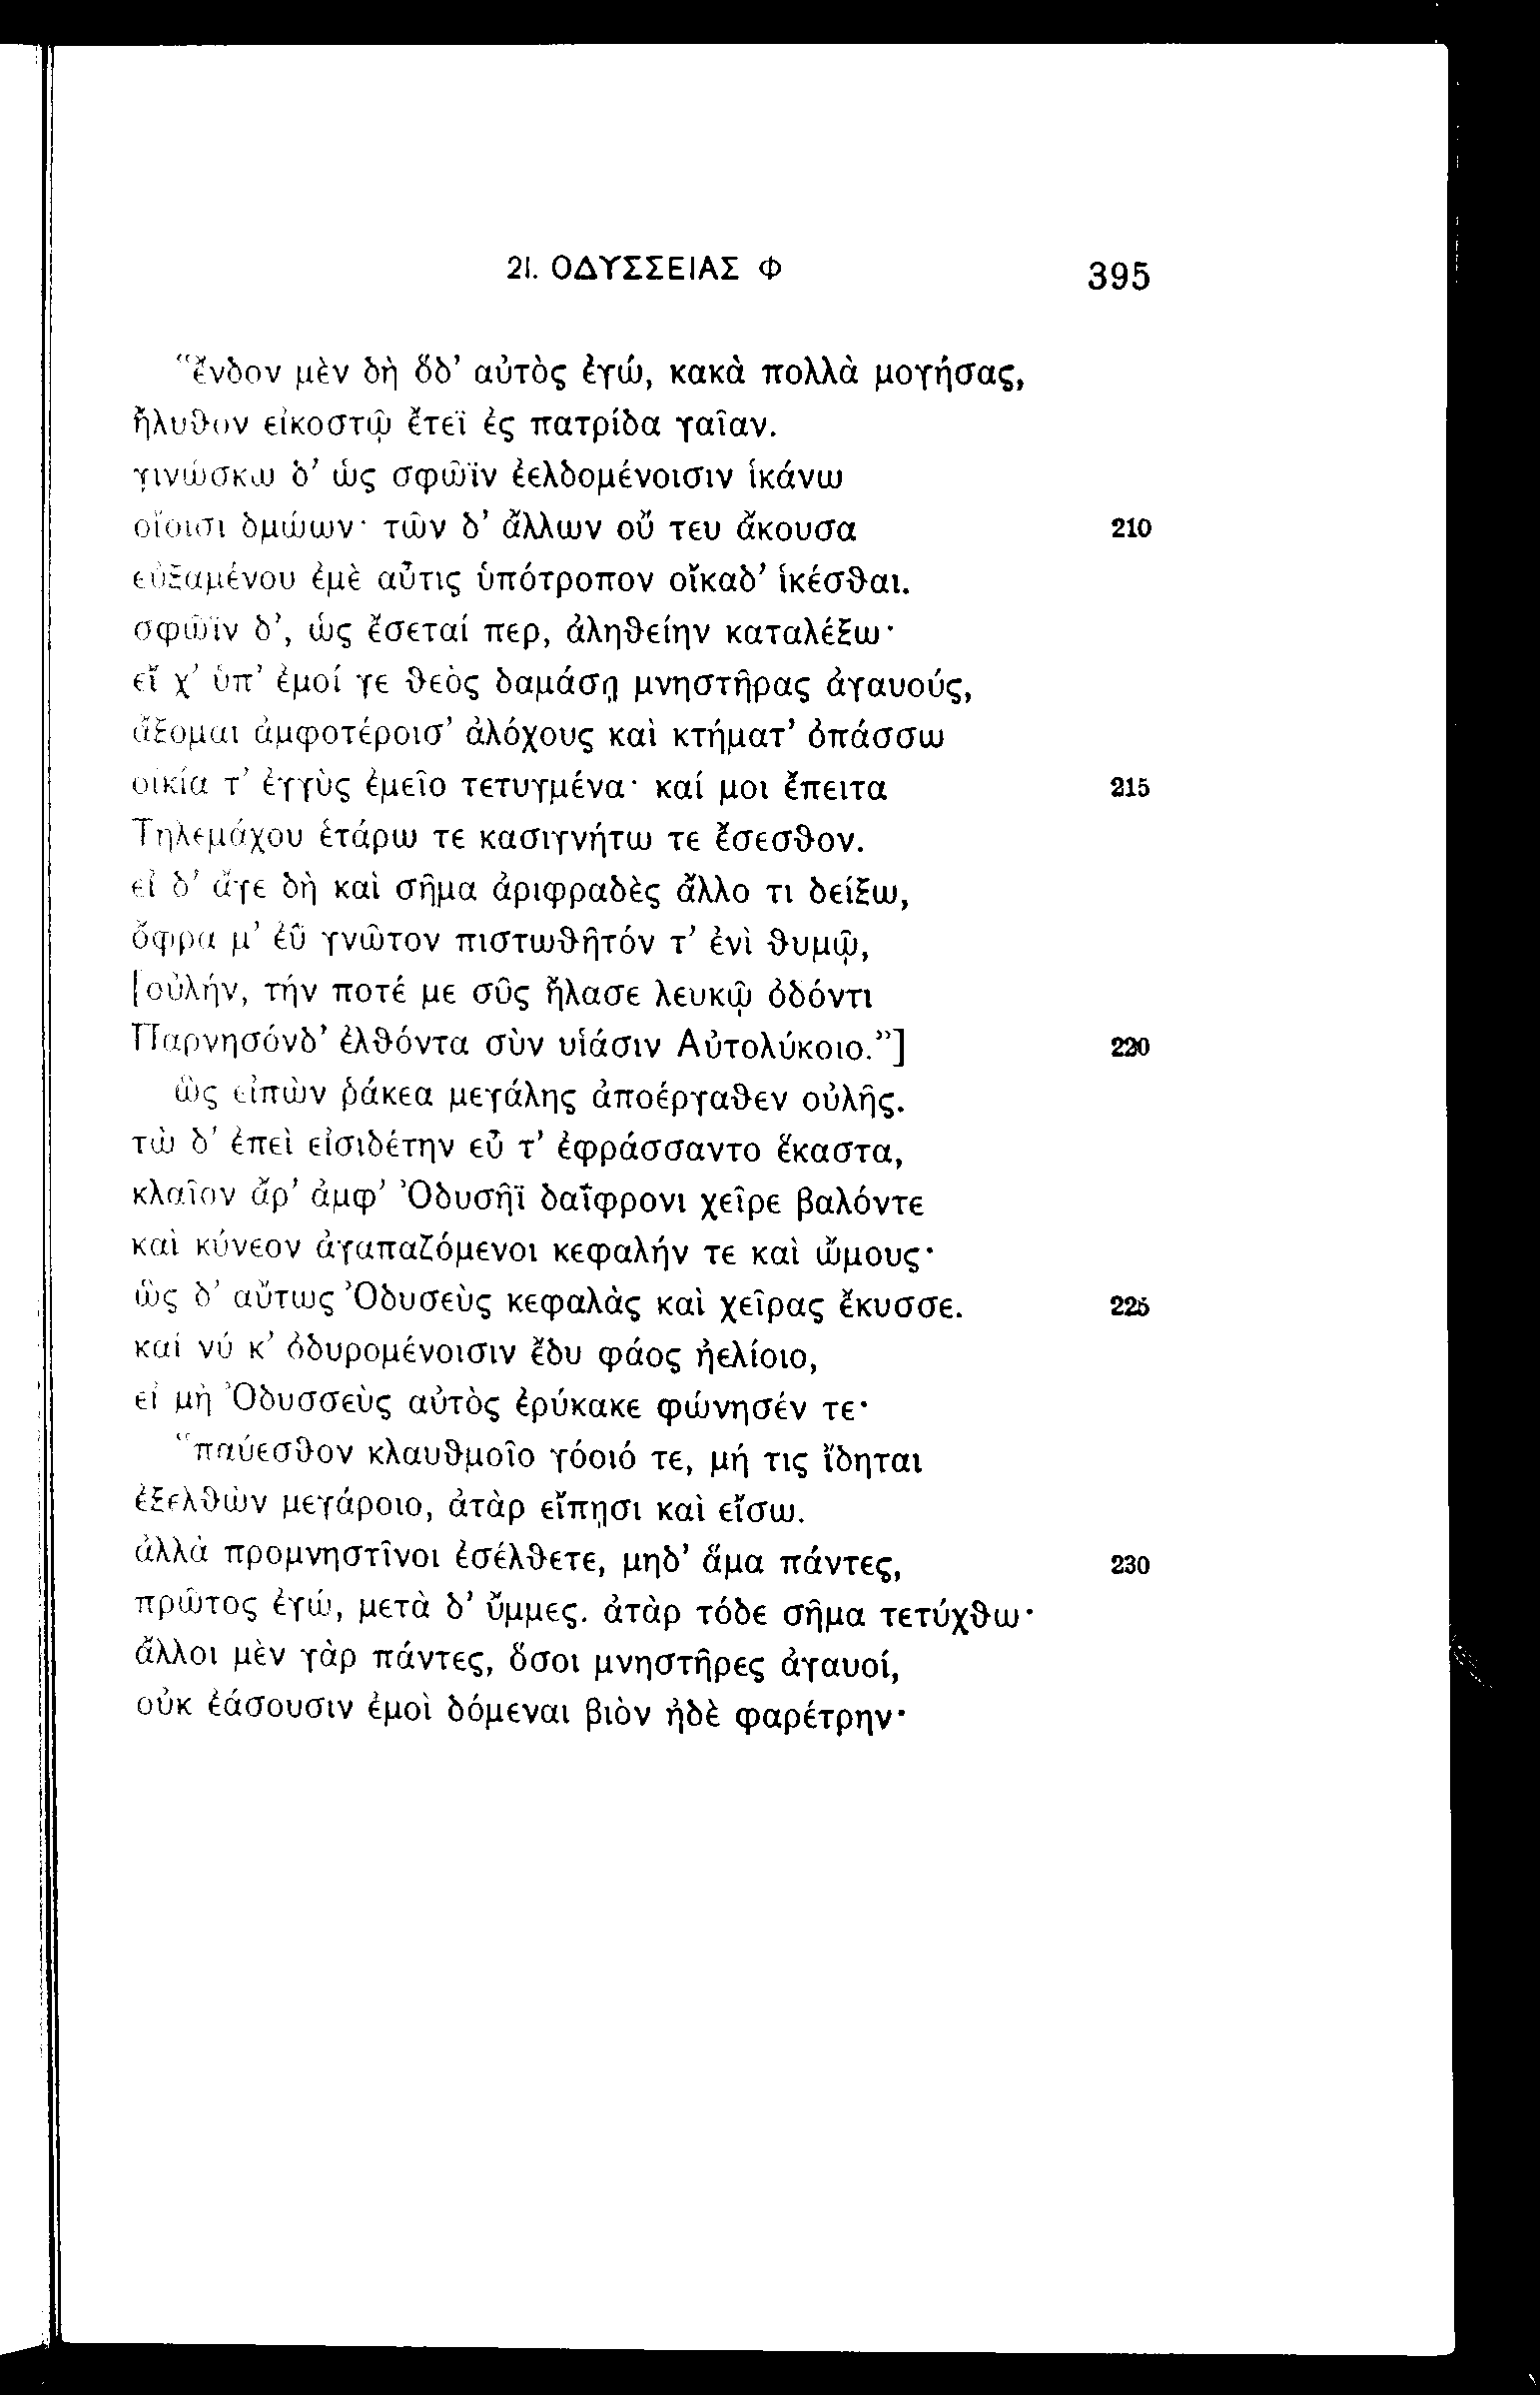 21. ΟΔΥΣΣΕΙΑΣ Φ 395
“ἔνδον μὲν δὴ ὅδ’ αὐτὸς ἐγώ, κακὰ πολλὰ μογήσας,
ἤλυθον εἰκοστῷ ἔτεϊ ἐς πατρίδα γαῖαν.
γινώσκω δ’ ὡς σφῶϊν ἐελδομένοισιν ἱκάνω
οἴοισι δμώων· τῶν δ’ ἄλλων οὔ τευ ἄκουσα 210
εὐξαμένου ἐμὲ αὖτις ὑπότροπον οἴκαδ’ ἱκέσθαι.
σφῶϊν δ’, ὡς ἔσεταί περ, ἀληθείην καταλέξω·
εἴ χ’ ὑπ’ ἐμοί γε θεὸς δαμάσῃ μνηστῆρας ἀγαυούς,
ἄξομαι ἀμφοτέροισ’ ἀλόχους καὶ κτήματ’ ὀπάσσω
οἰκία τ’ ἐγγὺς ἐμεῖο τετυγμένα· καί μοι ἔπειτα 215
Τηλεμάχου ἑτάρω τε κασιγνήτω τε ἔσεσθον.
εἰ δ’ ἄγε δὴ καὶ σῆμα ἀριφραδὲς ἄλλο τι δείξω,
ὄφρα μ’ ἐῢ γνῶτον πιστωθῆτόν τ’ ἐνὶ θυμῷ,
[οὐλήν, τήν ποτέ με σῦς ἤλασε λευκῷ ὀδόντι
Παρνησόνδ’ ἐλθόντα σὺν υἱάσιν Αὐτολύκοιο.”] 220
ὣς εἰπὼν ῥάκεα μεγάλης ἀποέργαθεν οὐλῆς.
τὼ δ’ ἐπεὶ εἰσιδέτην εὖ τ’ ἐφράσσαντο ἕκαστα,
κλαῖον ἄρ’ ἀμφ’ Ὀδυσῆϊ δαΐφρονι χεῖρε βαλόντε
καὶ κύνεον ἀγαπαζόμενοι κεφαλήν τε καὶ ὤμους·
ὣς δ’ αὔτως Ὀδυσεὺς κεφαλὰς καὶ χεῖρας ἔκυσσε. 225
καί νύ κ’ ὀδυρομένοισιν ἔδυ φάος ἠελίοιο,
εἰ μὴ Ὀδυσσεὺς αὐτὸς ἐρύκακε φώνησέν τε·
“παύεσθον κλαυθμοῖο γόοιό τε, μή τις ἴδηται
ἐξελθὼν μεγάροιο, ἀτὰρ εἴπῃσι καὶ εἴσω.
ἀλλὰ προμνηστῖνοι ἐσέλθετε, μηδ’ ἅμα πάντες, 230
πρῶτος ἐγώ, μετὰ δ’ ὔμμες. ἀτὰρ τόδε σῆμα τετύχθω·
ἄλλοι μὲν γὰρ πάντες, ὅσοι μνηστῆρες ἀγαυοί,
οὐκ ἐάσουσιν ἐμοὶ δόμεναι βιὸν ἠδὲ φαρέτρην·